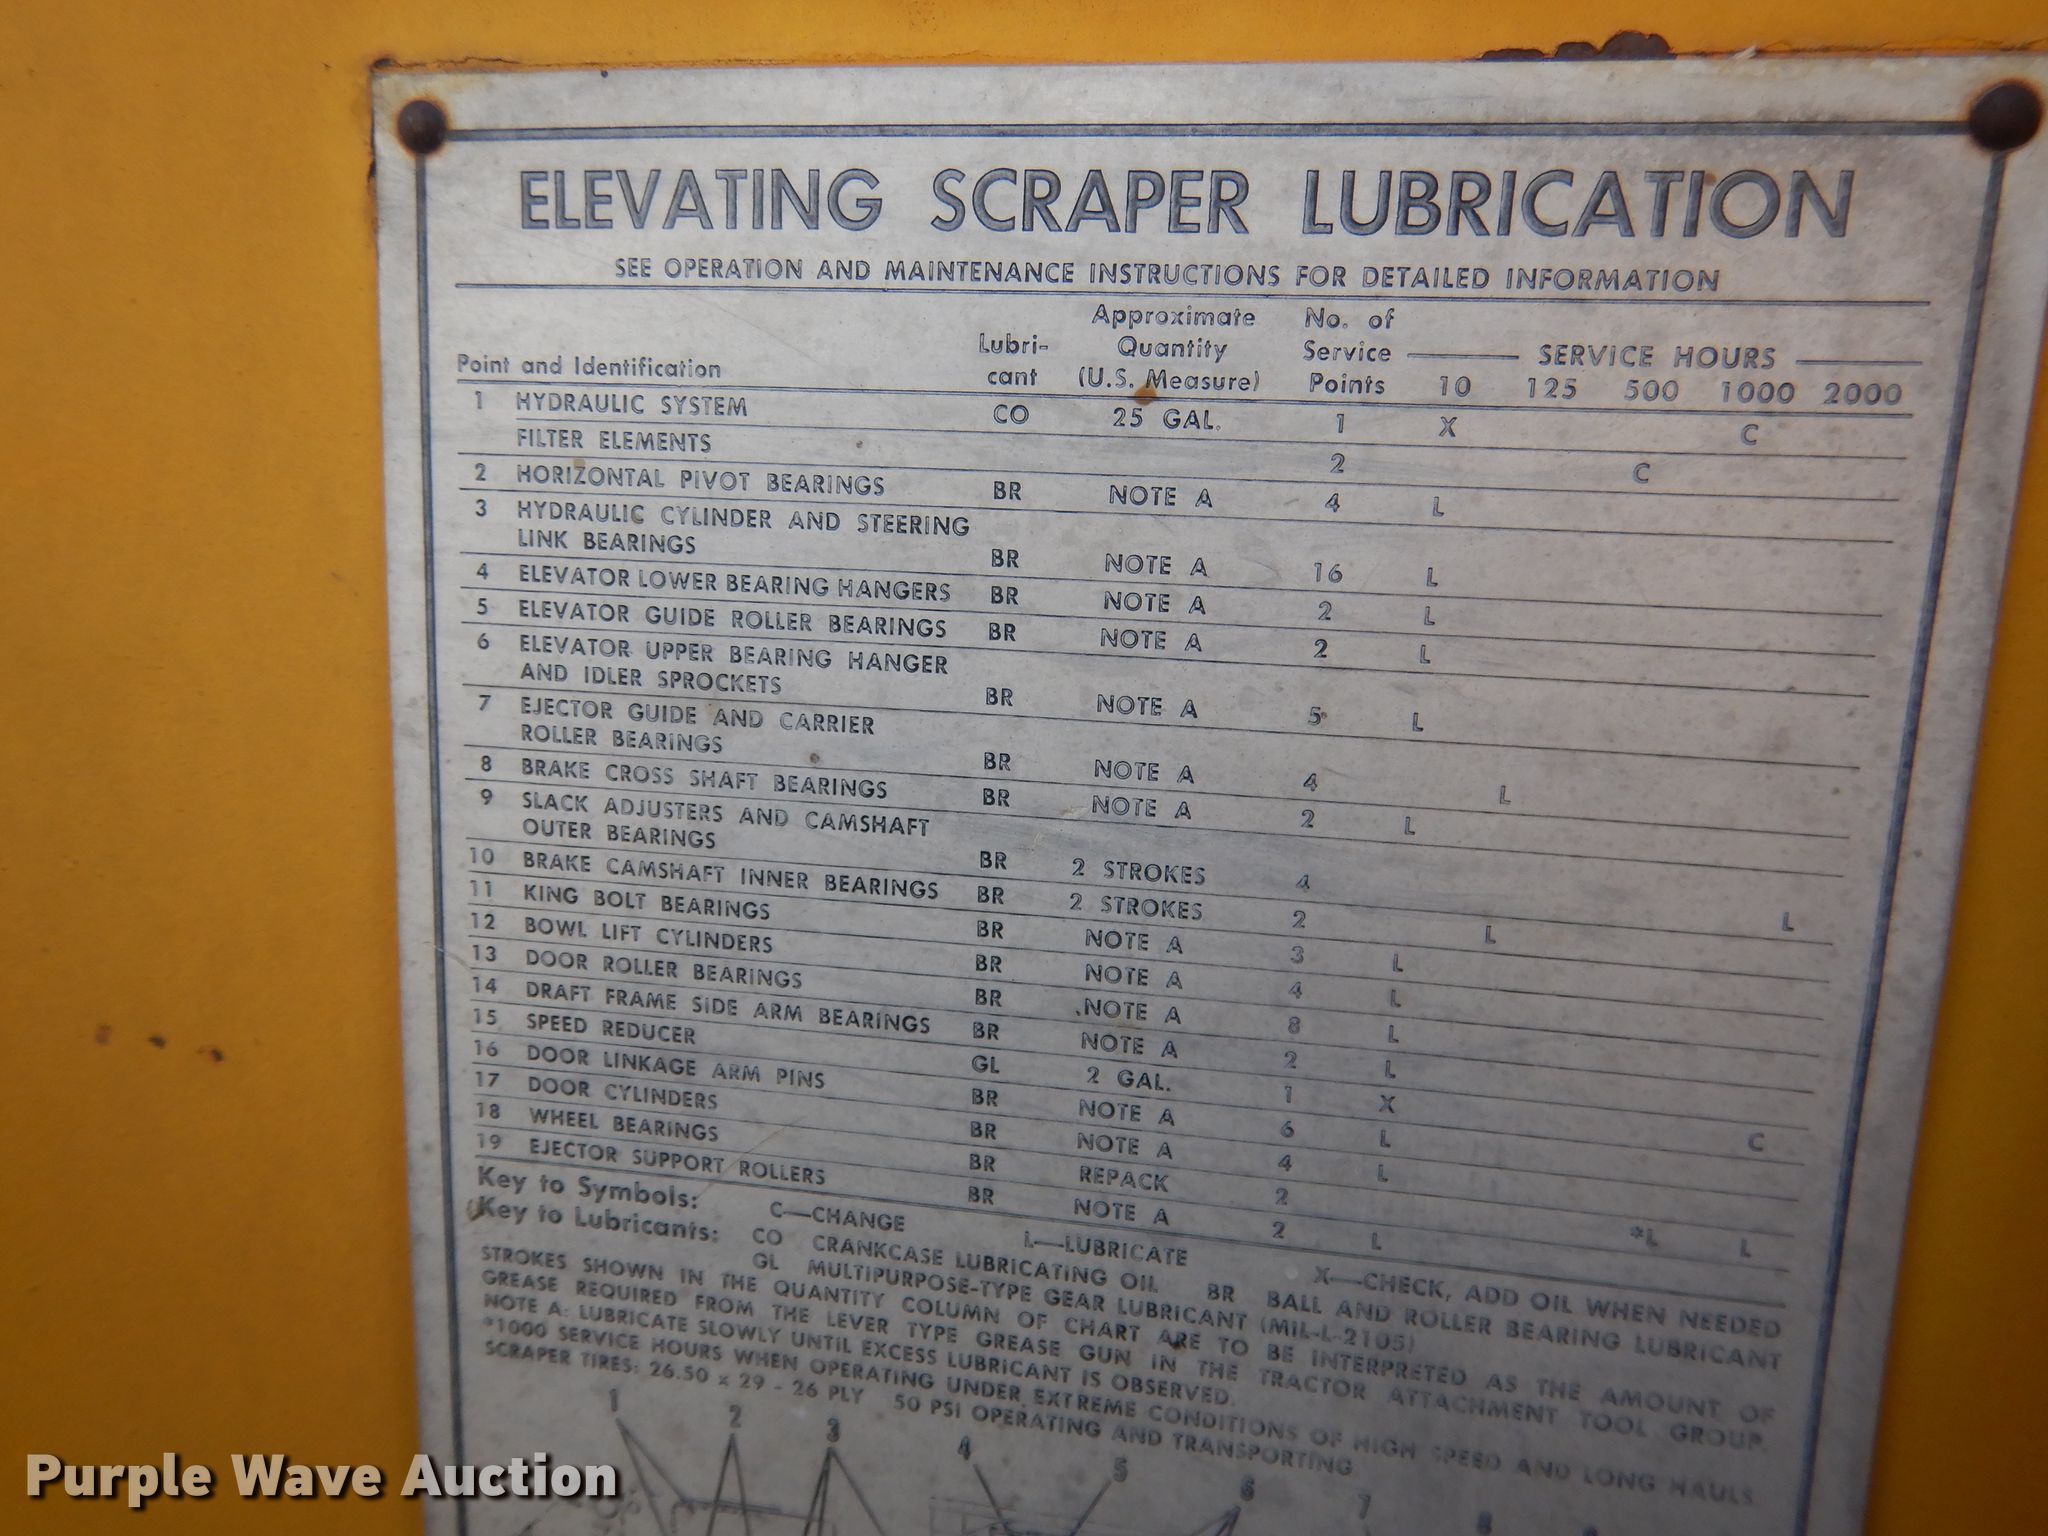 ELEVATING SCRAPER LUBRICATION
SEE OPERATION AND MAINTENANCE INSTRUCTIONS FOR DETAILED INFORMATION
Point and Identification Lubri-cant Approximate Quantity (U.S. Measure) No. of Service Points SERVICE HOURS 10 125 500 1000 2000
1 HYDRAULIC SYSTEM CO 25 GAL. 1 X C
FILTER ELEMENTS 2 C
2 HORIZONTAL PIVOT BEARINGS BR NOTE A 4 L
3 HYDRAULIC CYLINDER AND STEERING
LINK BEARINGS BR NOTE A 16 L
4 ELEVATOR LOWER BEARING HANGERS BR NOTE A 2 L
5 ELEVATOR GUIDE ROLLER BEARINGS BR NOTE A 2 L
6 ELEVATOR UPPER BEARING HANGER
AND IDLER SPROCKETS BR NOTE A 5 L
7 EJECTOR GUIDE AND CARRIER
ROLLER BEARINGS BR NOTE A 4 L
8 BRAKE CROSS SHAFT BEARINGS BR NOTE A 2 L
9 SLACK ADJUSTERS AND CAMSHAFT
OUTER BEARINGS BR 2 STROKES 4 L
10 BRAKE CAMSHAFT INNER BEARINGS BR 2 STROKES 2 L
11 KING BOLT BEARINGS BR NOTE A 3 L
12 BOWL LIFT CYLINDERS BR NOTE A 4 L
13 DOOR ROLLER BEARINGS BR NOTE A 8 L
14 DRAFT FRAME SIDE ARM BEARINGS BR NOTE A 2 L
15 SPEED REDUCER GL 2 GAL. 1 X C
16 DOOR LINKAGE ARM PINS BR NOTE A 6 L
17 DOOR CYLINDERS BR NOTE A 4 L
18 WHEEL BEARINGS BR REPACK 2 *L L
19 EJECTOR SUPPORT ROLLERS BR NOTE A 2 L
Key to Symbols: C—CHANGE L—LUBRICATE X—CHECK, ADD OIL WHEN NEEDED
Key to Lubricants: CO CRANKCASE LUBRICATING OIL BR BALL AND ROLLER BEARING LUBRICANT
GL MULTIPURPOSE-TYPE GEAR LUBRICANT (MIL-L-2105)
STROKES SHOWN IN THE QUANTITY COLUMN OF CHART ARE TO BE INTERPRETED AS THE AMOUNT OF
GREASE REQUIRED FROM THE LEVER TYPE GREASE GUN IN THE TRACTOR ATTACHMENT TOOL GROUP.
NOTE A: LUBRICATE SLOWLY UNTIL EXCESS LUBRICANT IS OBSERVED.
*1000 SERVICE HOURS WHEN OPERATING UNDER EXTREME CONDITIONS OF HIGH SPEED AND LONG HAULS
SCRAPER TIRES: 26.50 x 29 - 26 PLY 50 PSI OPERATING AND TRANSPORTING
1 2 3 4 5 6 7 8
Purple Wave Auction